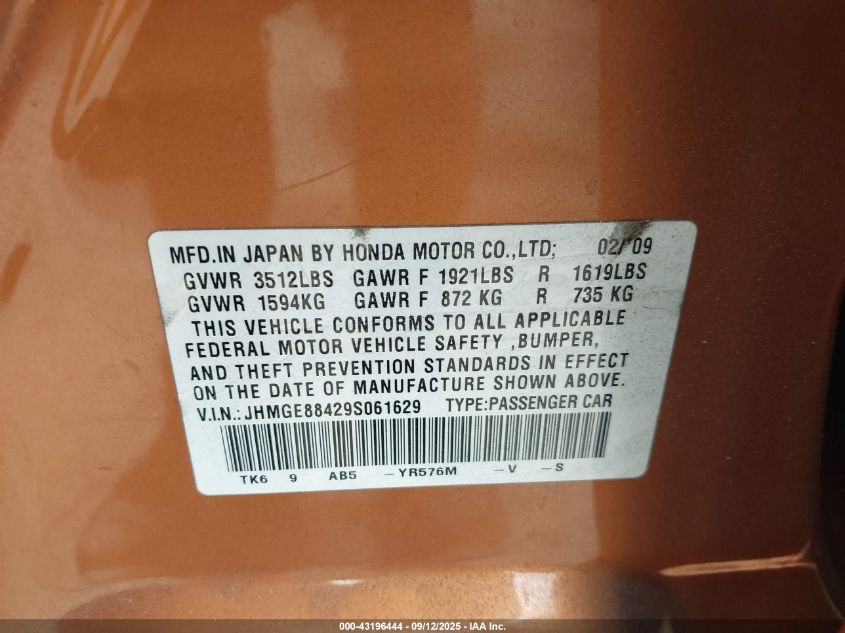 MFD.IN JAPAN BY HONDA MOTOR CO.,LTD; 02/'09
GVWR 3512LBS GAWR F 1921LBS R 1619LBS
GVWR 1594KG GAWR F 872 KG R 735 KG
THIS VEHICLE CONFORMS TO ALL APPLICABLE
FEDERAL MOTOR VEHICLE SAFETY ,BUMPER,
AND THEFT PREVENTION STANDARDS IN EFFECT
ON THE DATE OF MANUFACTURE SHOWN ABOVE.
V.I.N.: JHMGE88429S061629 TYPE:PASSENGER CAR
TK6 9 AB5 -YR576M -V -S
000-43196444 - 09/12/2025 - IAA Inc.